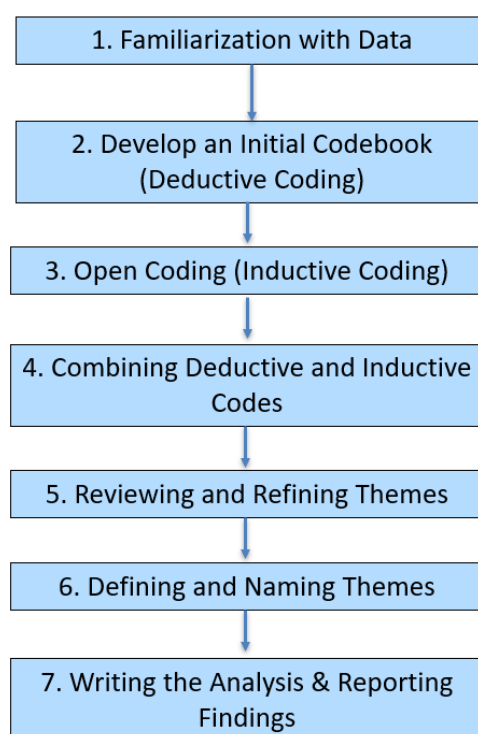 1. Familiarization with Data
2. Develop an Initial Codebook
(Deductive Coding)
3. Open Coding (Inductive Coding)
4. Combining Deductive and Inductive
Codes
5. Reviewing and Refining Themes
6. Defining and Naming Themes
7. Writing the Analysis & Reporting
Findings